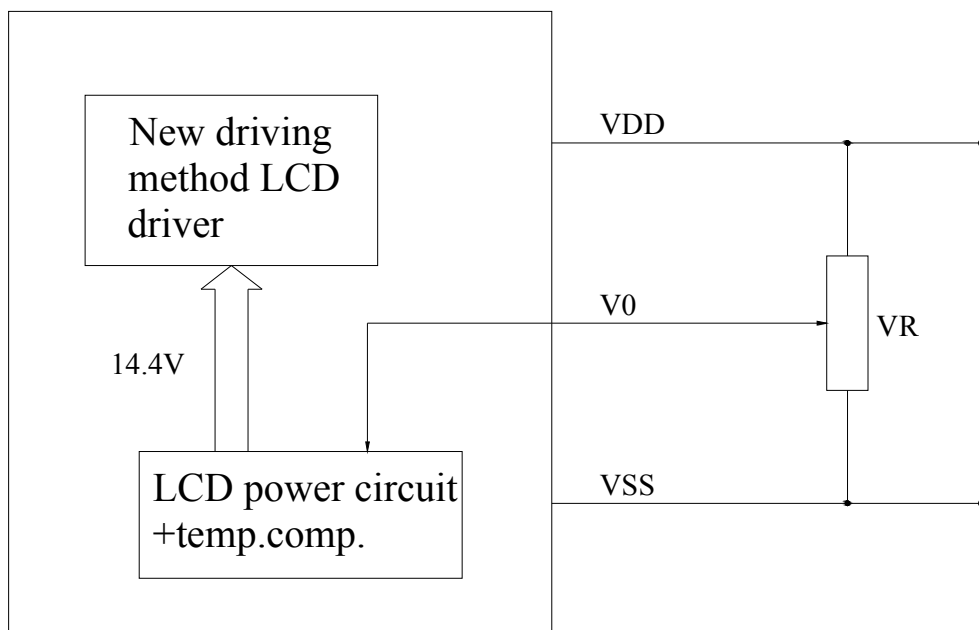 New driving
method LCD
driver
VDD
V0
VR
14.4V
LCD power circuit
+temp.comp.
VSS